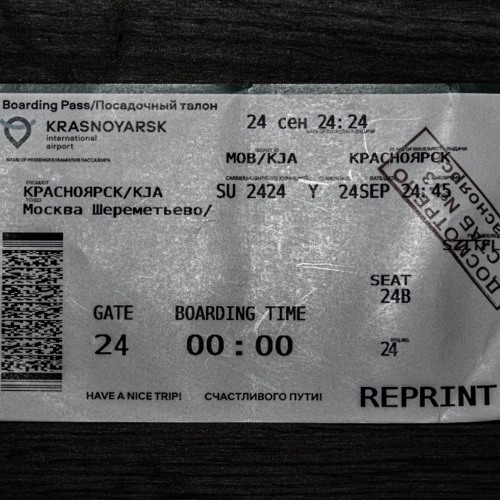 Boarding Pass/Посадочный талон
KRASNOYARSK
international
airport
24 сен 24:24
МОВ/KJA КРАСНОЯРСК
КРАСНОЯРСК/KJA SU 2424 Y 24SEP 24:45
Москва Шереметьево/
ДОСМОТРЕНО
SEAT
24B
GATE BOARDING TIME
24 00:00
24
HAVE A NICE TRIP! СЧАСТЛИВОГО ПУТИ!
REPRINT